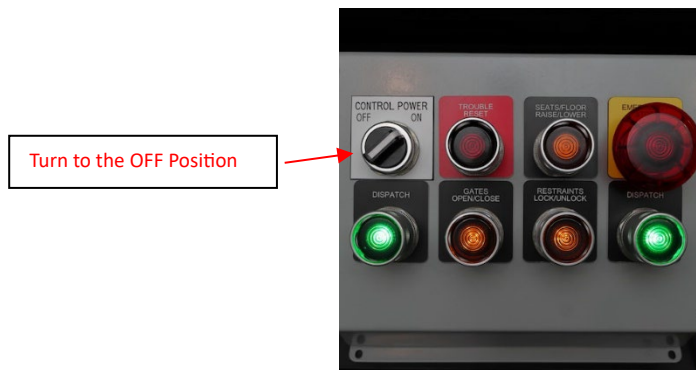 Turn to the OFF Position
CONTROL POWER
OFF ON
TROUBLE
RESET
SEATS/FLOOR
RAISE/LOWER
DISPATCH
GATES
OPEN/CLOSE
RESTRAINTS
LOCK/UNLOCK
DISPATCH